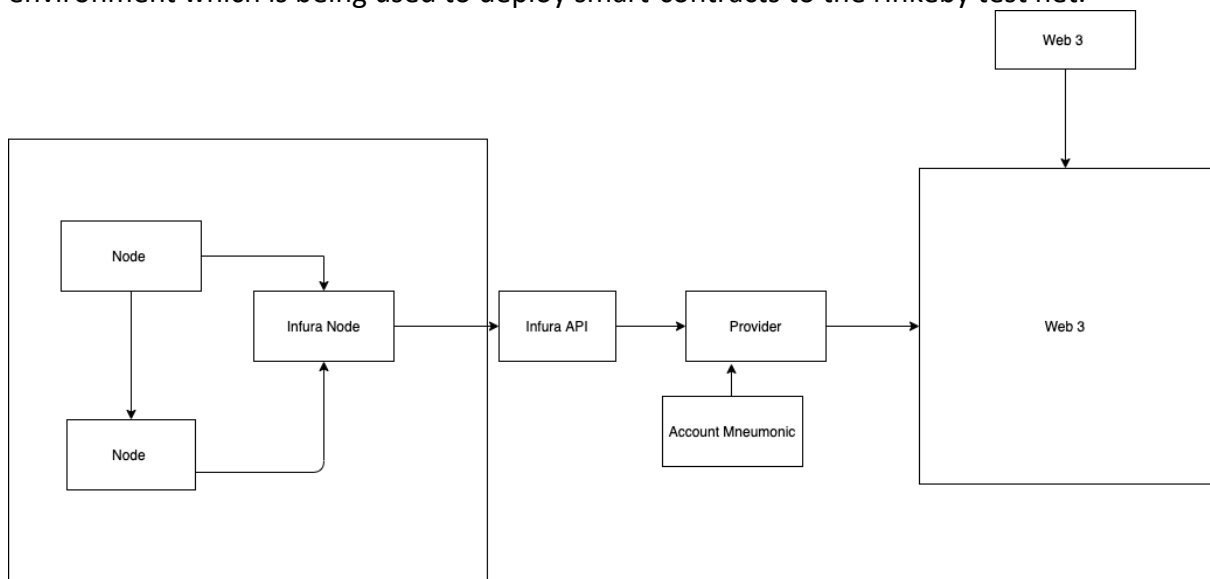 environment which is being used to deploy smart contracts to the rinkeby test net.
Web 3
Node
Infura Node
Infura API
Provider
Web 3
Account Mneumonic
Node